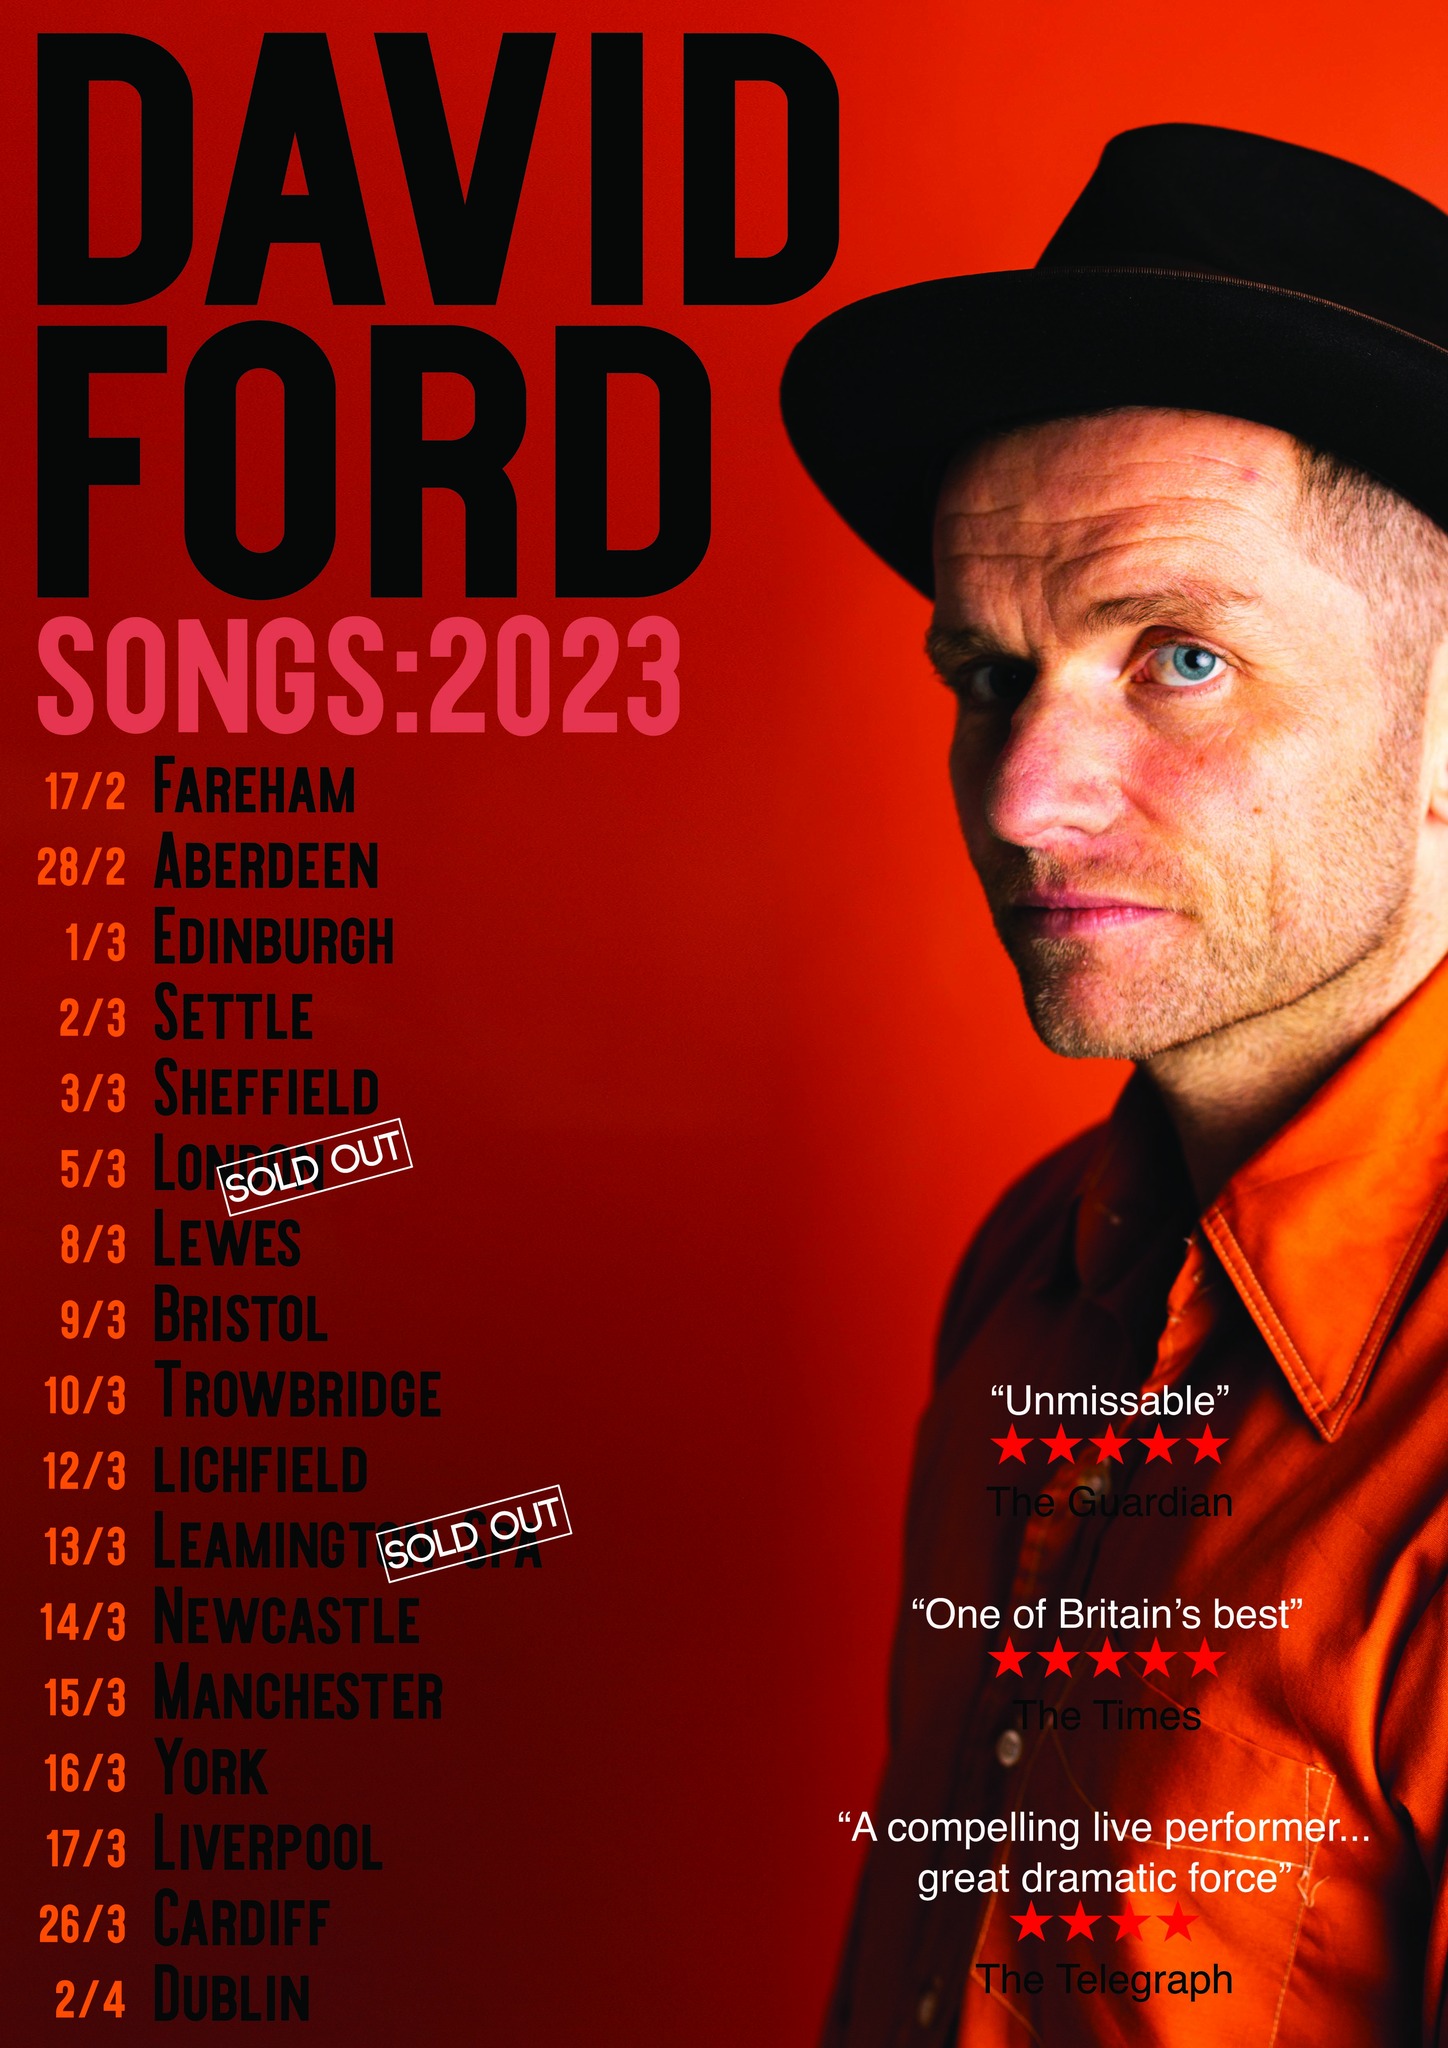 DAVID
FORD
SONGS:2023
17/2 FAREHAM
28/2 ABERDEEN
1/3 EDINBURGH
2/3 SETTLE
3/3 SHEFFIELD
5/3 LONDON SOLD OUT
8/3 LEWES
9/3 BRISTOL
10/3 TROWBRIDGE
12/3 LICHFIELD
13/3 LEAMINGTON SPA SOLD OUT
14/3 NEWCASTLE
15/3 MANCHESTER
16/3 YORK
17/3 LIVERPOOL
26/3 CARDIFF
2/4 DUBLIN
“Unmissable”
★★★★★
The Guardian
“One of Britain’s best”
★★★★★
The Times
“A compelling live performer...
great dramatic force”
★★★★
The Telegraph